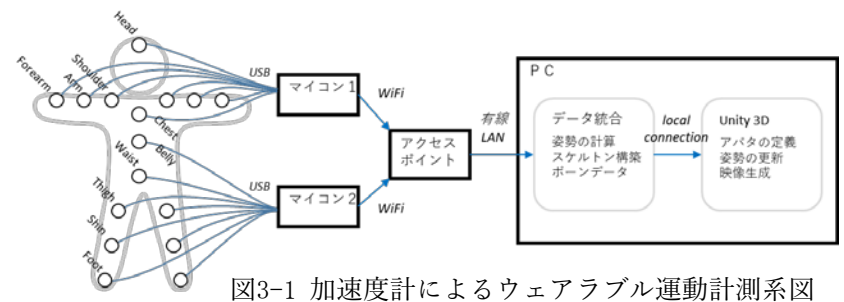 Head
Shoulder
Arm
Forearm
Chest
Belly
Waist
Thigh
Shin
Foot
USB
マイコン1
WiFi
USB
マイコン2
WiFi
アクセス
ポイント
有線
LAN
PC
データ統合
姿勢の計算
スケルトン構築
ボーンデータ
local
connection
Unity 3D
アバタの定義
姿勢の更新
映像生成
図3-1 加速度計によるウェアラブル運動計測系図